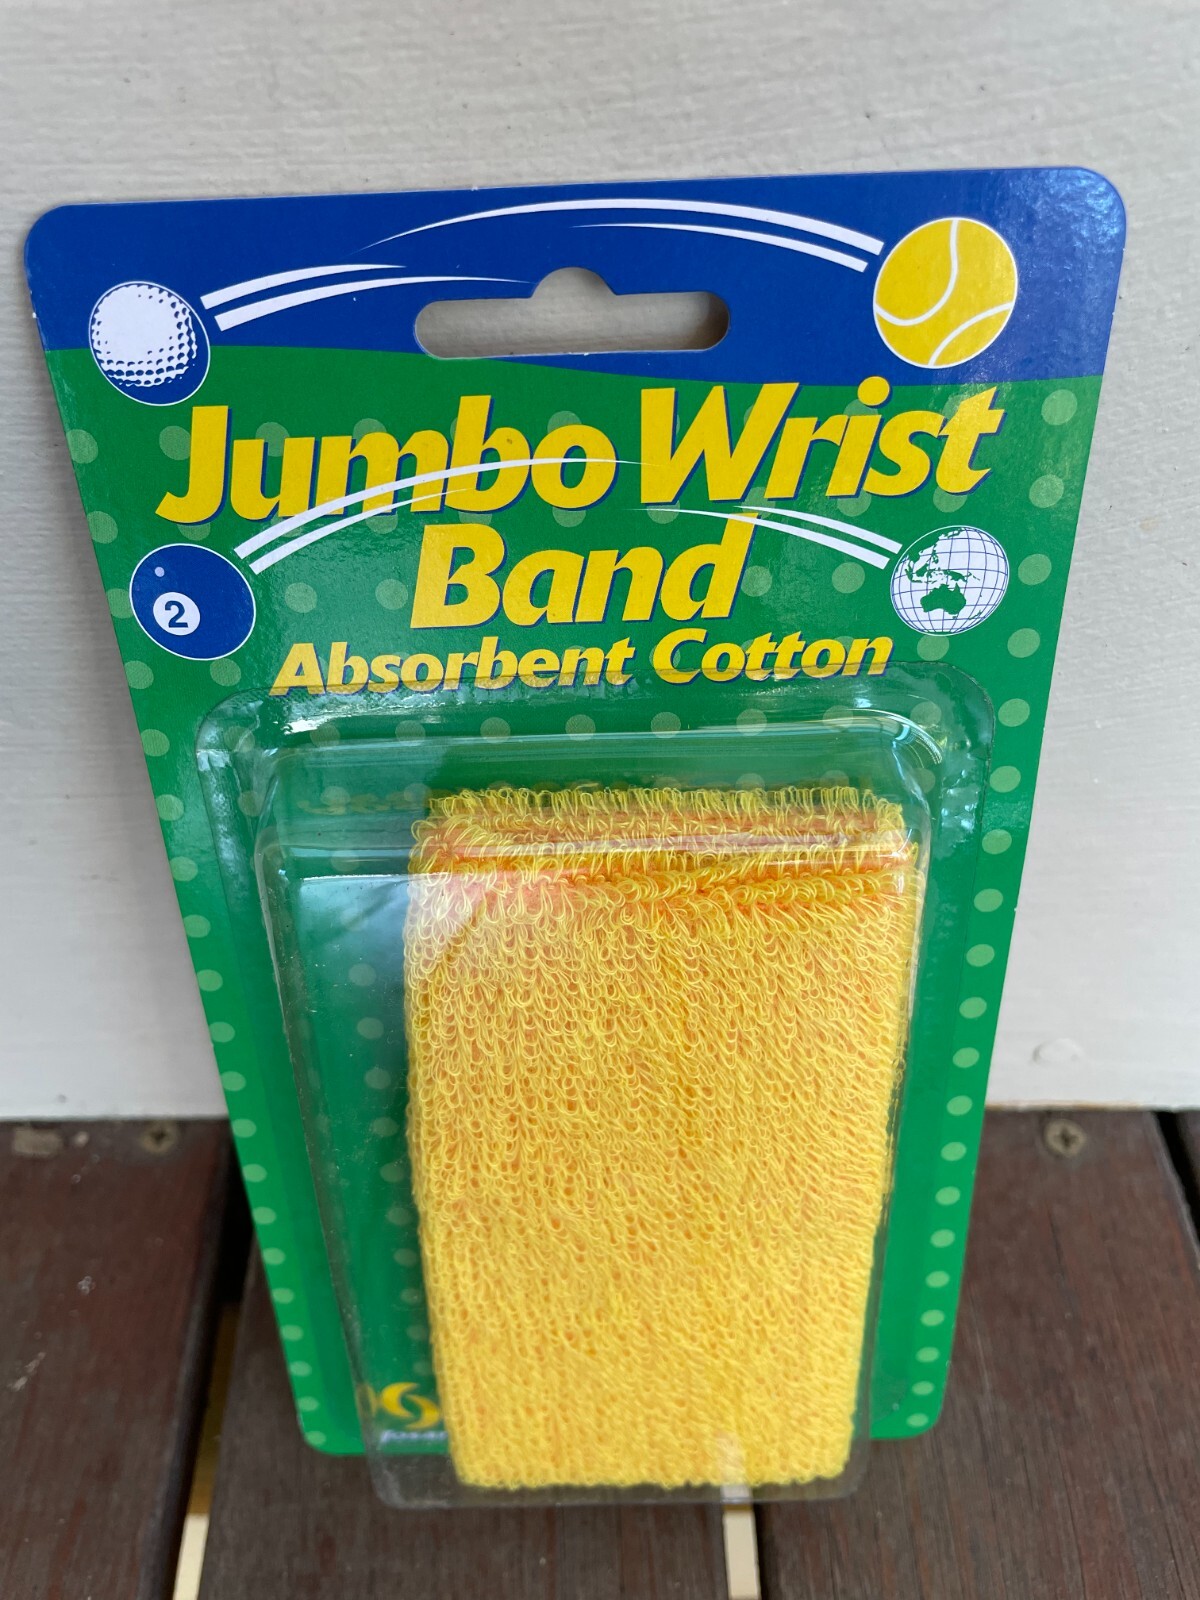 Jumbo Wrist
Band
2
Absorbent Cotton